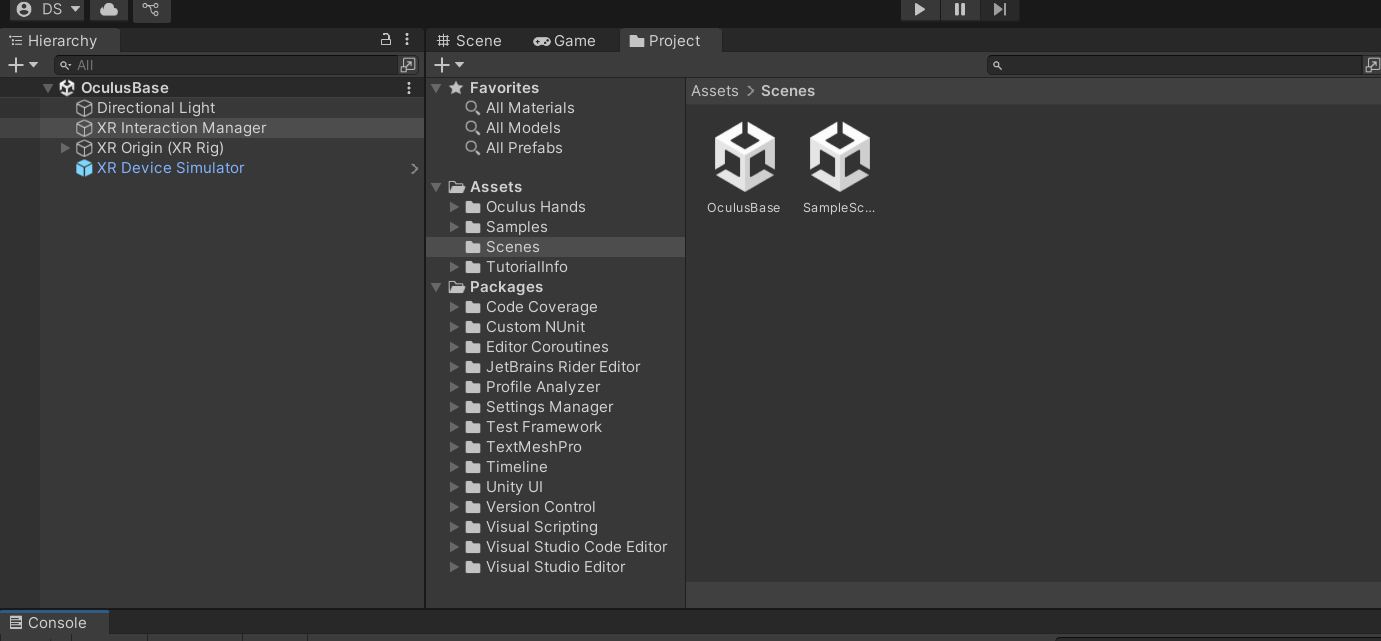 DS
Hierarchy
All
OculusBase
Directional Light
XR Interaction Manager
XR Origin (XR Rig)
XR Device Simulator
Scene
Game
Project
Favorites
All Materials
All Models
All Prefabs
Assets
Oculus Hands
Samples
Scenes
TutorialInfo
Packages
Code Coverage
Custom NUnit
Editor Coroutines
JetBrains Rider Editor
Profile Analyzer
Settings Manager
Test Framework
TextMeshPro
Timeline
Unity UI
Version Control
Visual Scripting
Visual Studio Code Editor
Visual Studio Editor
Assets > Scenes
OculusBase
SampleSc...
Console